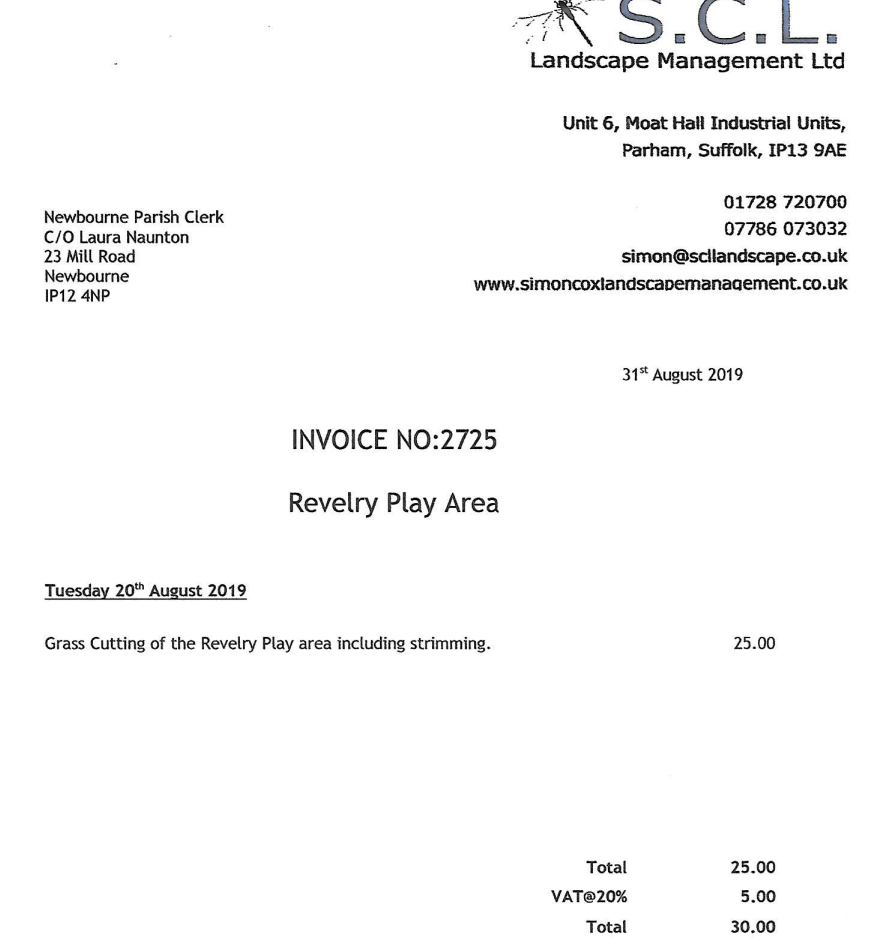 S.C.L.
Landscape Management Ltd
Unit 6, Moat Hall Industrial Units,
Parham, Suffolk, IP13 9AE
01728 720700
07786 073032
simon@scllandscape.co.uk
www.simoncoxlandscapemanagement.co.uk
Newbourne Parish Clerk
C/O Laura Naunton
23 Mill Road
Newbourne
IP12 4NP
31st August 2019
INVOICE NO:2725
Revelry Play Area
Tuesday 20th August 2019
Grass Cutting of the Revelry Play area including strimming. 25.00
Total 25.00
VAT@20% 5.00
Total 30.00